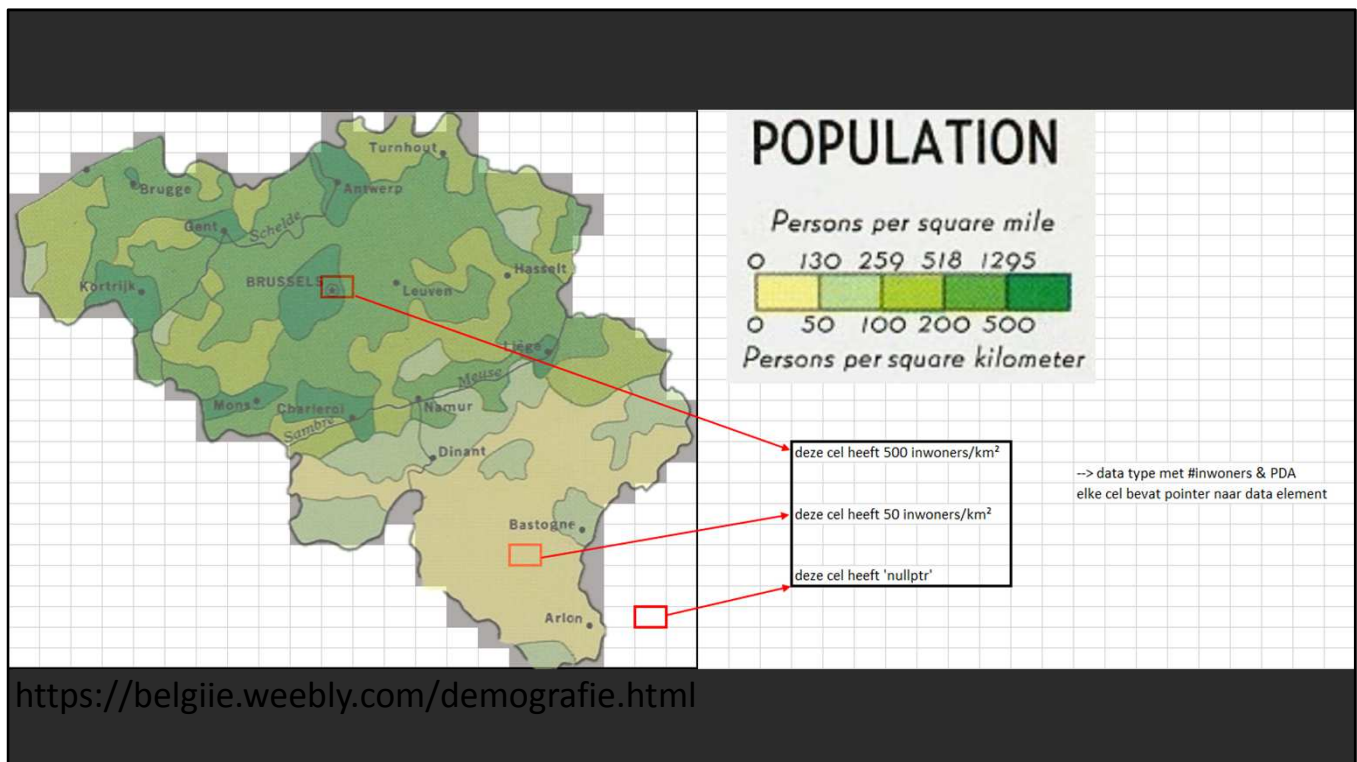 Turnhout
Brugge
Antwerp
Gent
Schelde
Kortrijk
BRUSSELS
Leuven
Hasselt
Liège
Meuse
Mons
Charleroi
Namur
Sambre
Dinant
Bastogne
Arlon
POPULATION
Persons per square mile
0 130 259 518 1295
0 50 100 200 500
Persons per square kilometer
deze cel heeft 500 inwoners/km²
deze cel heeft 50 inwoners/km²
deze cel heeft 'nullptr'
--> data type met #inwoners & PDA
elke cel bevat pointer naar data element
https://belgiie.weebly.com/demografie.html